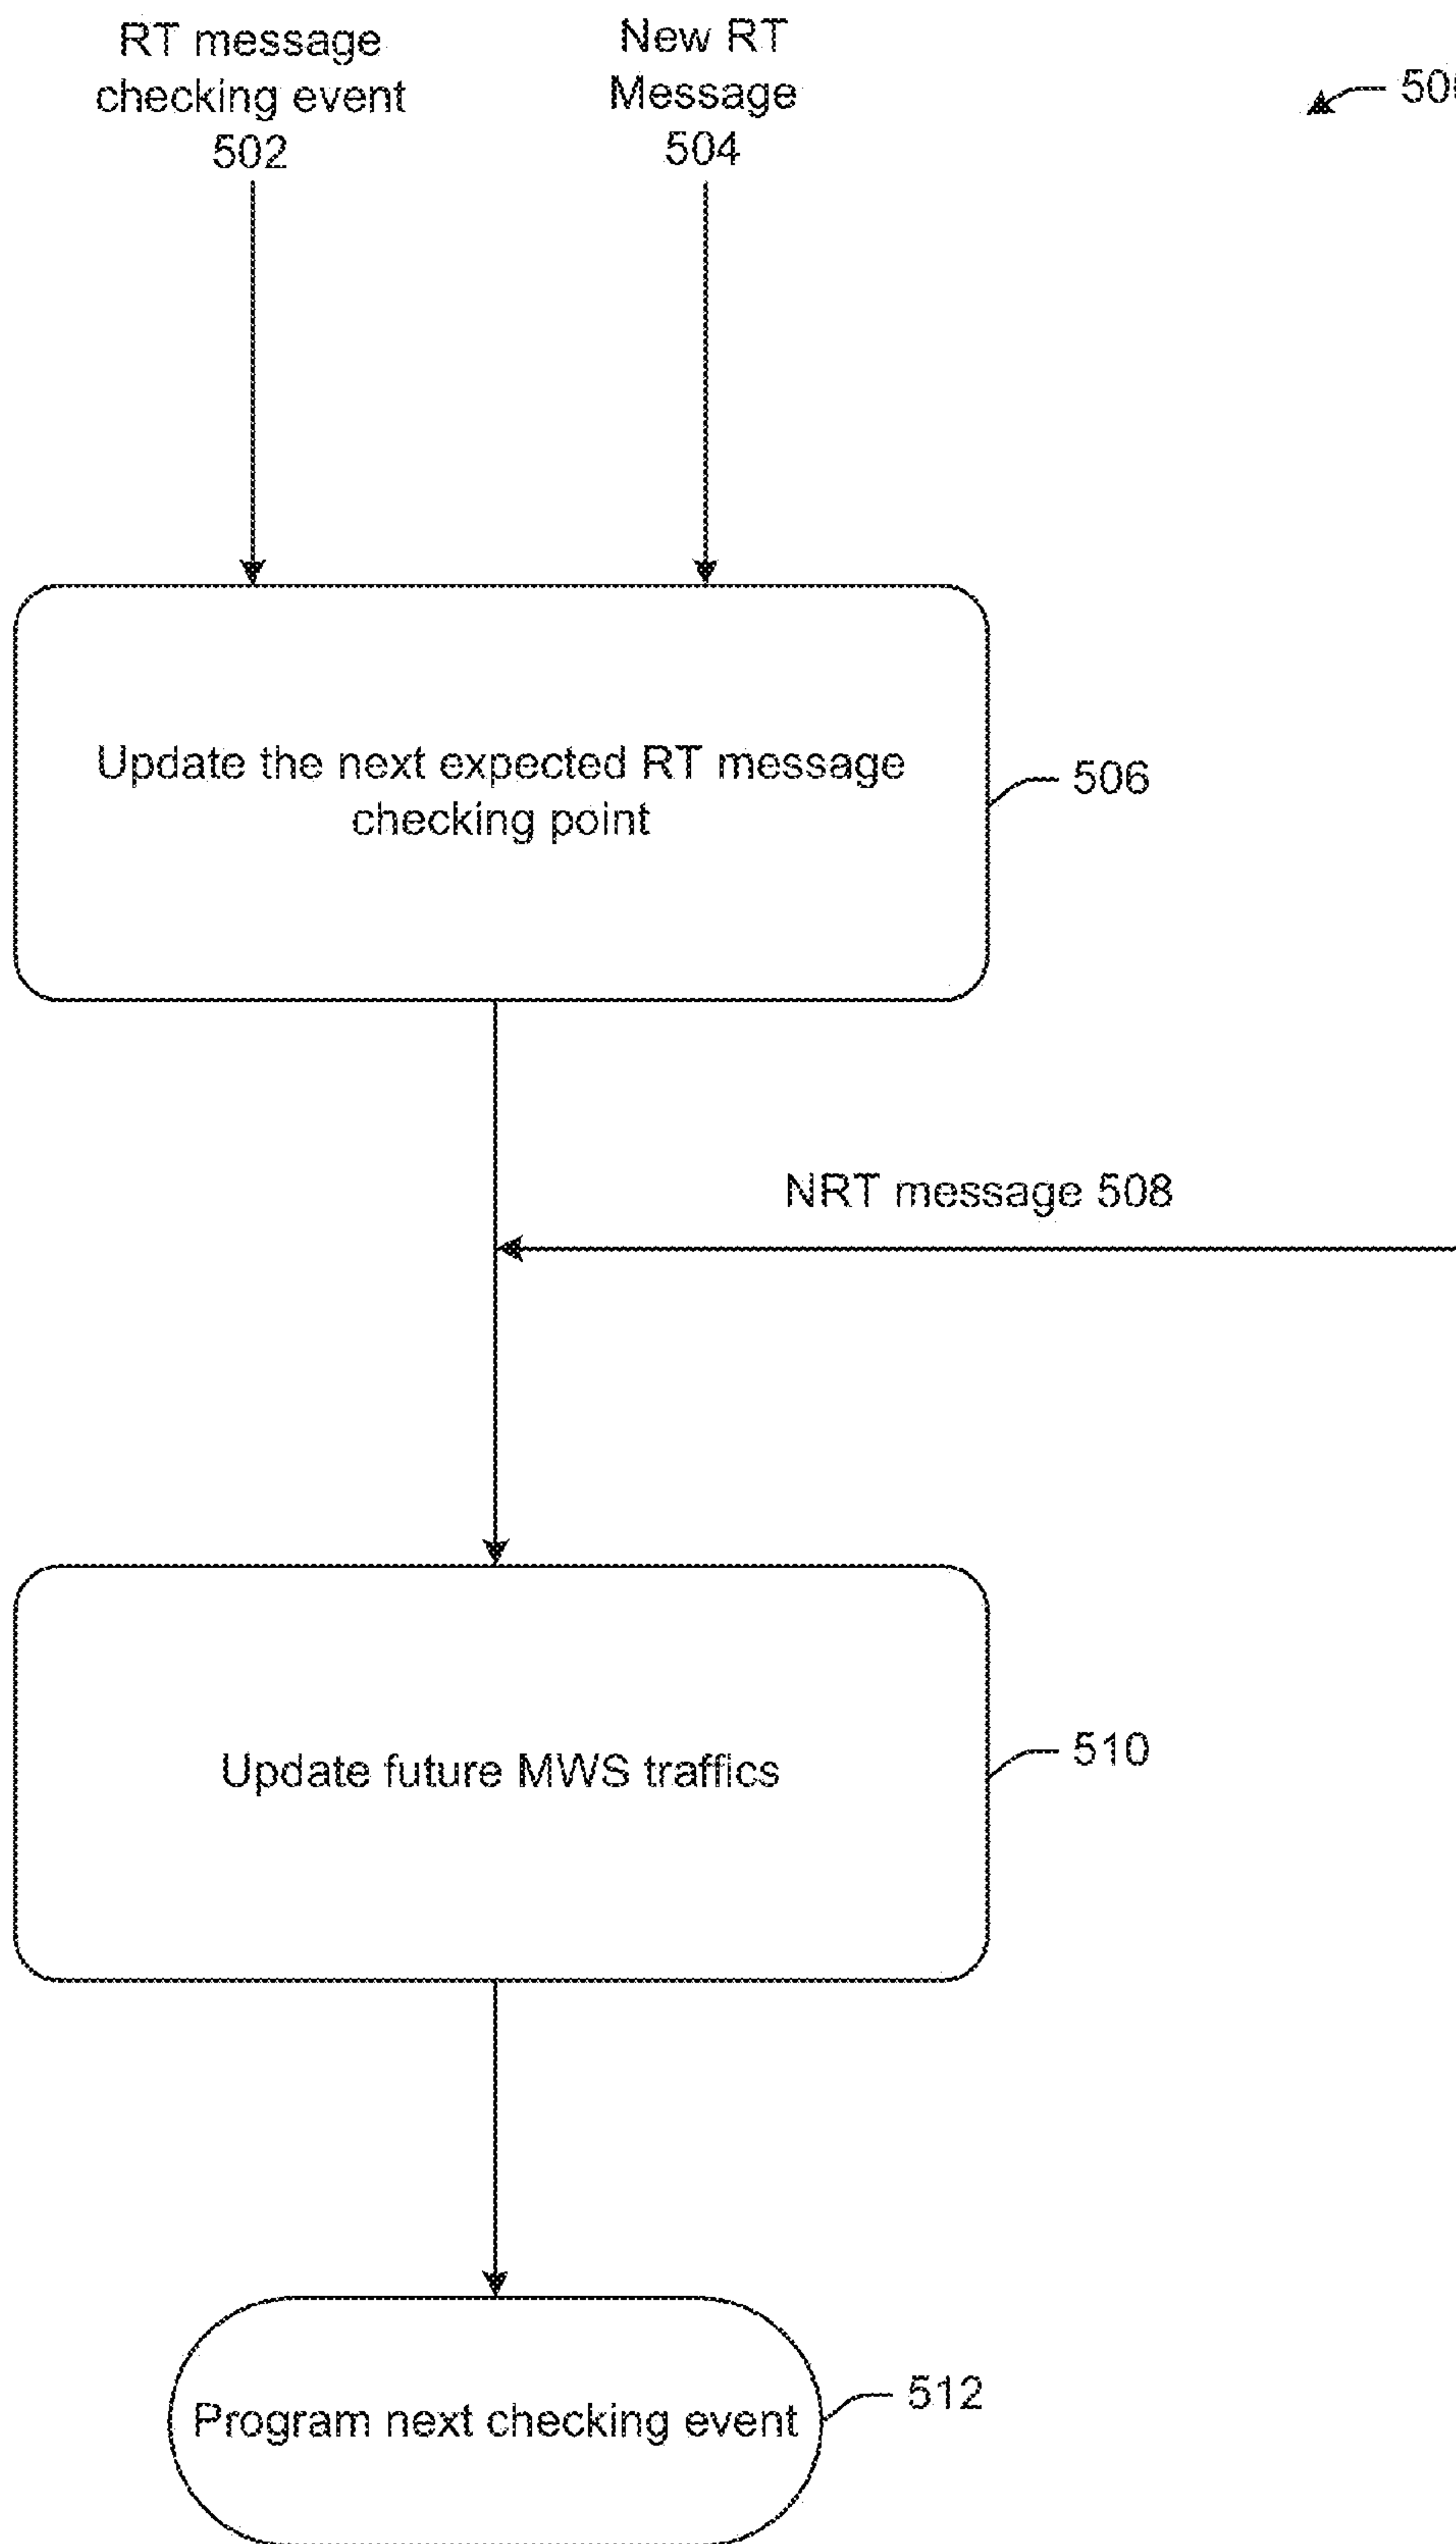 RT message
checking event
502
New RT
Message
504
Update the next expected RT message
checking point
506
NRT message 508
Update future MWS traffics
510
Program next checking event
512